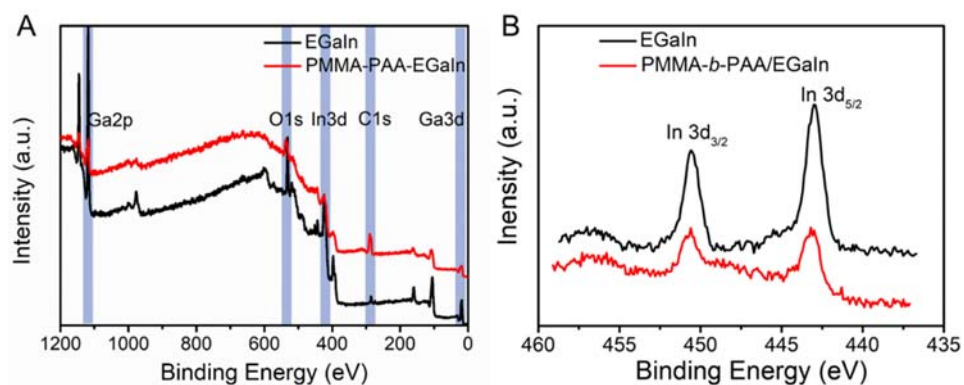 A
EGaIn
PMMA-PAA-EGaIn
Ga2p
O1s
In3d
C1s
Ga3d
Intensity (a.u.)
1200
1000
800
600
400
200
0
Binding Energy (eV)
B
EGaIn
PMMA-b-PAA/EGaIn
In 3d3/2
In 3d5/2
Inensity (a.u.)
460
455
450
445
440
435
Binding Energy (eV)